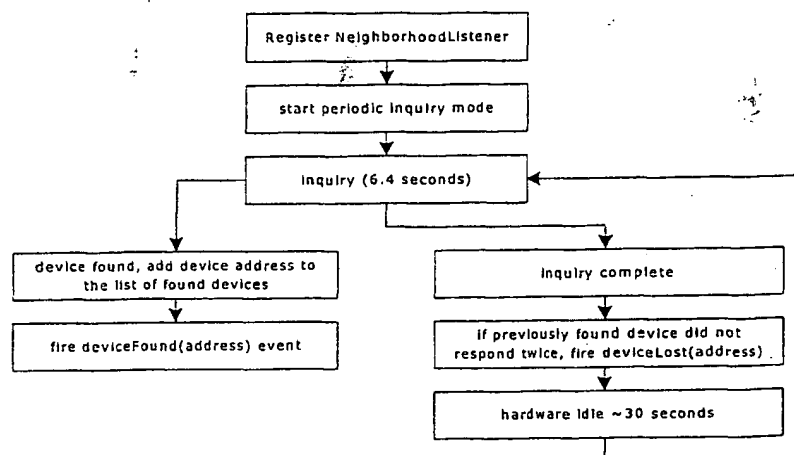 Register NeighborhoodListener
start periodic inquiry mode
inquiry (6.4 seconds)
device found, add device address to
the list of found devices
fire deviceFound(address) event
inquiry complete
if previously found device did not
respond twice, fire deviceLost(address)
hardware idle ~30 seconds